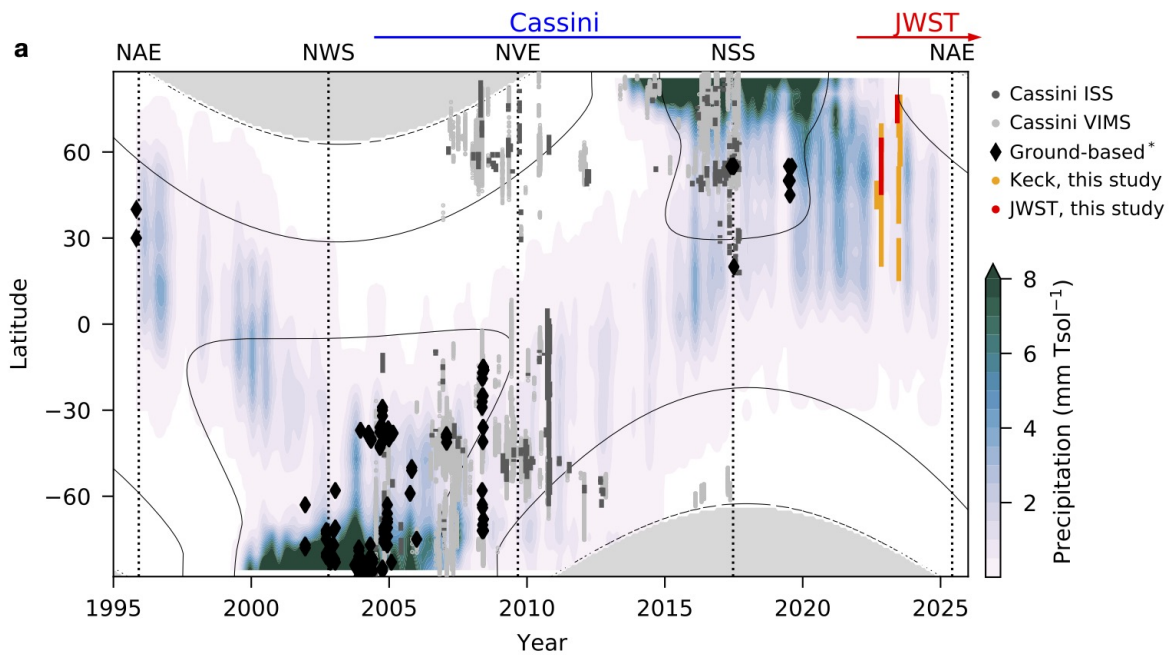 Cassini
JWST
a
NAE NWS NVE NSS NAE
Cassini ISS
Cassini VIMS
Ground-based*
Keck, this study
JWST, this study
60
30
0
−30
−60
Latitude
8
6
4
2
Precipitation (mm Tsol⁻¹)
1995 2000 2005 2010 2015 2020 2025
Year